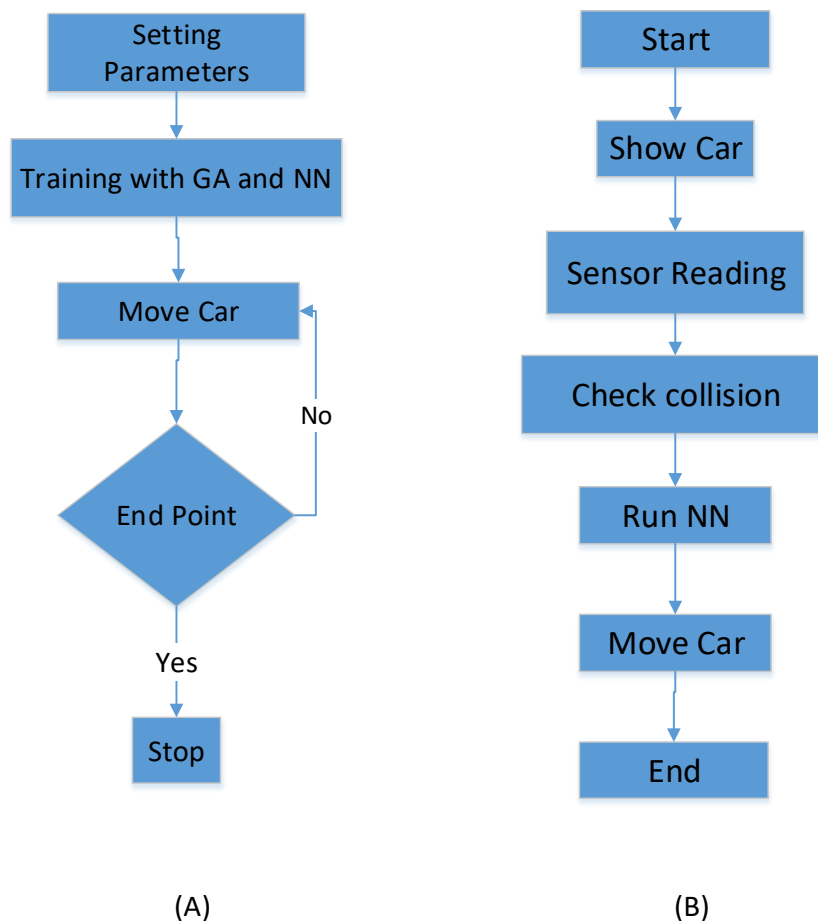 Setting
Parameters
Training with GA and NN
Move Car
No
End Point
Yes
Stop
(A)
Start
Show Car
Sensor Reading
Check collision
Run NN
Move Car
End
(B)